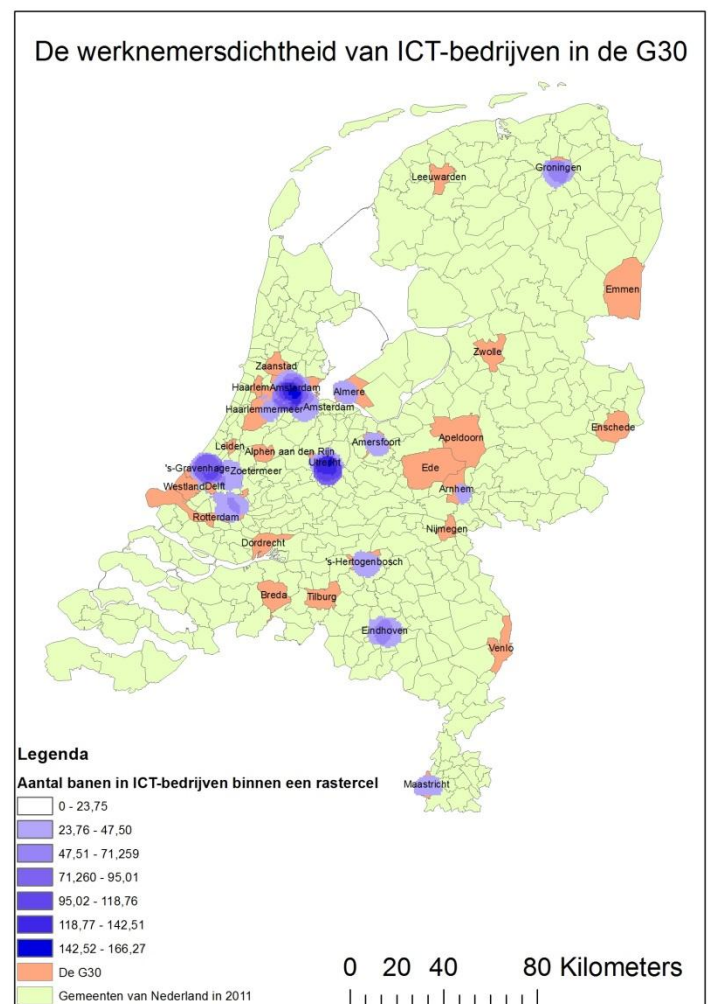 De werknemersdichtheid van ICT-bedrijven in de G30
Groningen
Leeuwarden
Emmen
Zwolle
Zaanstad
Haarlem
Amsterdam
Almere
Haarlemmermeer
Amsterdam
Enschede
Apeldoorn
Amersfoort
Leiden
Alphen aan den Rijn
Utrecht
's-Gravenhage
Zoetermeer
Ede
Westland
Delft
Arnhem
Rotterdam
Nijmegen
Dordrecht
's-Hertogenbosch
Breda
Tilburg
Eindhoven
Venlo
Maastricht
Legenda
Aantal banen in ICT-bedrijven binnen een rastercel
0 - 23,75
23,76 - 47,50
47,51 - 71,259
71,260 - 95,01
95,02 - 118,76
118,77 - 142,51
142,52 - 166,27
De G30
Gemeenten van Nederland in 2011
0 20 40 80 Kilometers